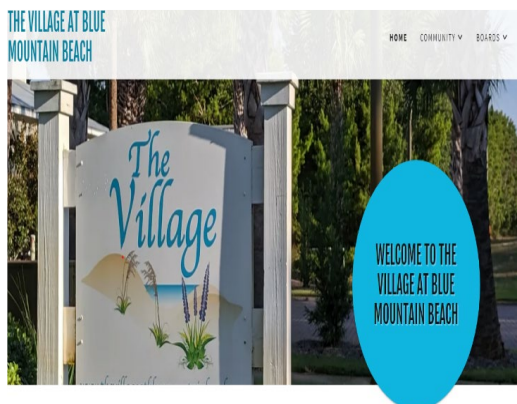 THE VILLAGE AT BLUE
MOUNTAIN BEACH
HOME COMMUNITY BOARDS
The
Village
WELCOME TO THE
VILLAGE AT BLUE
MOUNTAIN BEACH